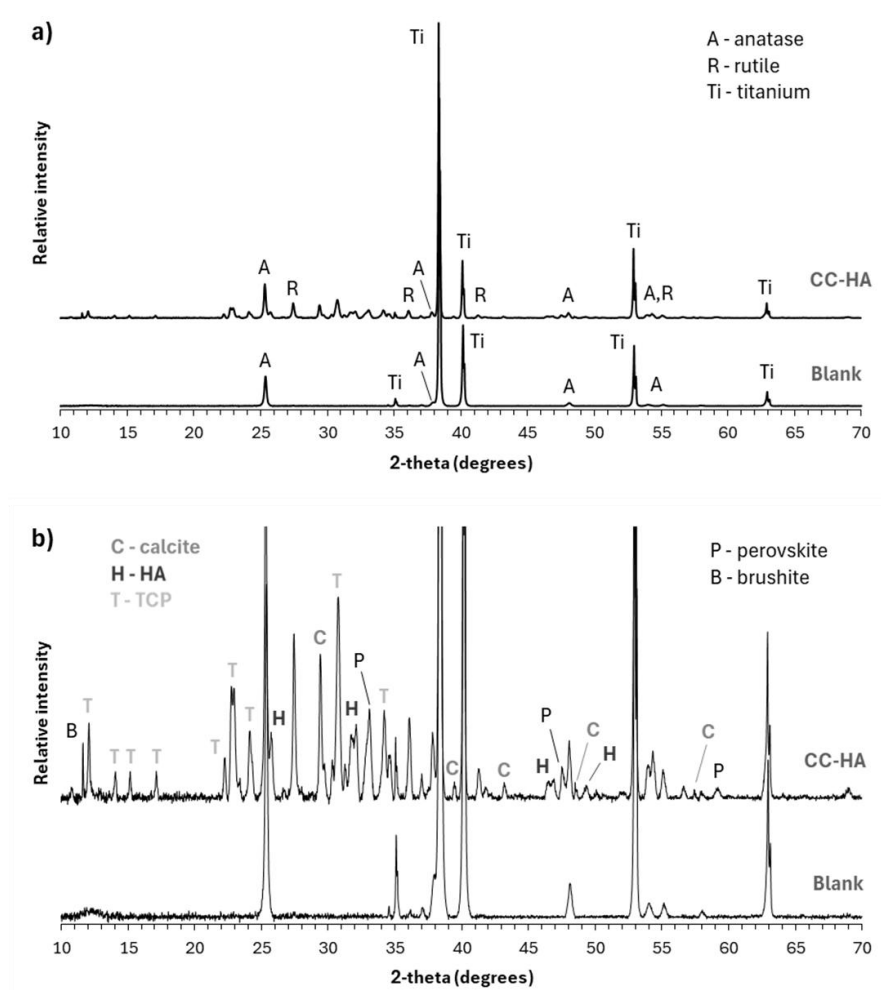 a)
Ti
A - anatase
R - rutile
Ti - titanium
Relative intensity
Ti
Ti
A
A
R
R
R
A
A,R
Ti
CC-HA
A
Ti
A
Ti
A
Ti
A
Ti
Blank
10 15 20 25 30 35 40 45 50 55 60 65 70
2-theta (degrees)
b)
C - calcite
H - HA
T - TCP
P - perovskite
B - brushite
Relative intensity
T
C
P
T
T
T
B
T
T
H
H
P
C
H
C
T T T
C
C
H
P
CC-HA
Blank
10 15 20 25 30 35 40 45 50 55 60 65 70
2-theta (degrees)